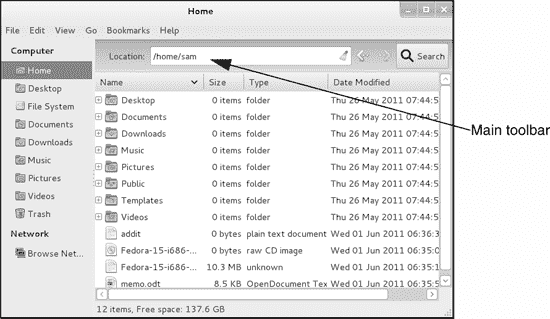 Home
File Edit View Go Bookmarks Help
Computer
Home
Desktop
File System
Documents
Downloads
Music
Pictures
Videos
Trash
Network
Browse Net...
Location: /home/sam Search
Name Size Type Date Modified
Desktop 0 items folder Thu 26 May 2011 07:44:5
Documents 0 items folder Thu 26 May 2011 07:44:5
Downloads 0 items folder Thu 26 May 2011 07:44:5
Music 0 items folder Thu 26 May 2011 07:44:5
Pictures 0 items folder Thu 26 May 2011 07:44:5
Public 0 items folder Thu 26 May 2011 07:44:5
Templates 0 items folder Thu 26 May 2011 07:44:5
Videos 0 items folder Thu 26 May 2011 07:44:5
addit 0 bytes plain text document Wed 01 Jun 2011 06:36:3
Fedora-15-i686-... 0 bytes raw CD image Wed 01 Jun 2011 06:35:0
Fedora-15-i686-... 10.3 MB unknown Wed 01 Jun 2011 06:35:1
memo.odt 8.5 KB OpenDocument Tex Wed 01 Jun 2011 06:34:5
12 items, Free space: 137.6 GB
Main toolbar